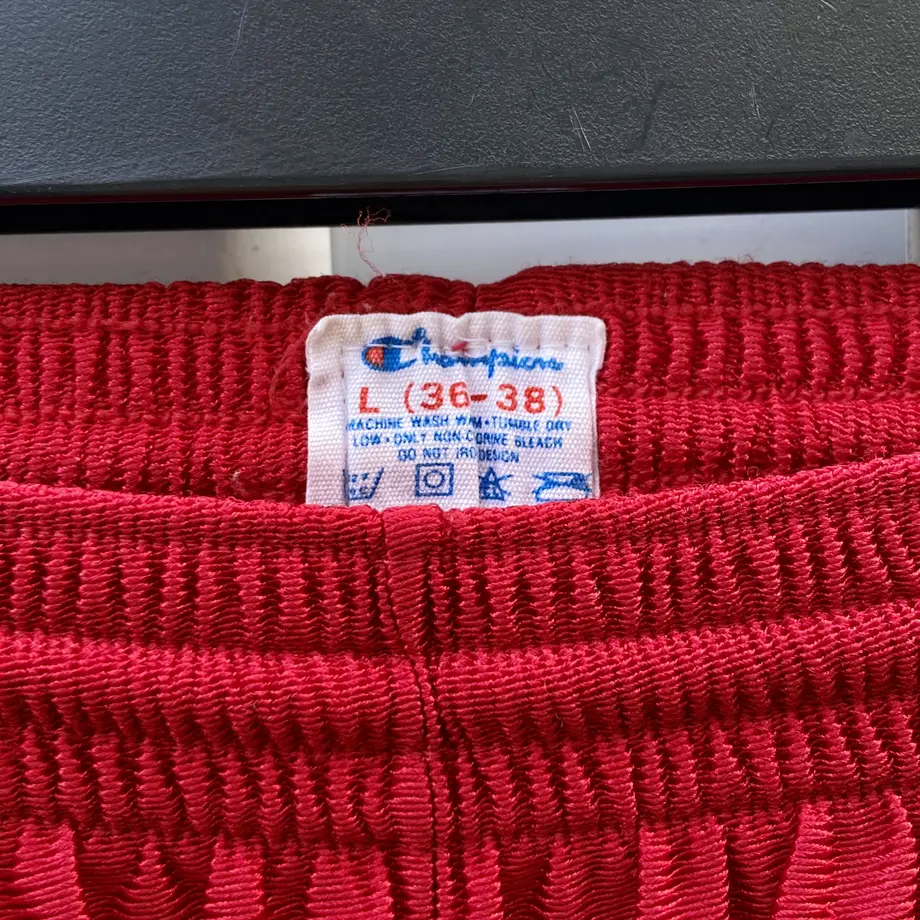 Champion
L (36-38)
MACHINE WASH WARM • TUMBLE DRY
LOW • ONLY NON-CHLORINE BLEACH
DO NOT IRON DESIGN